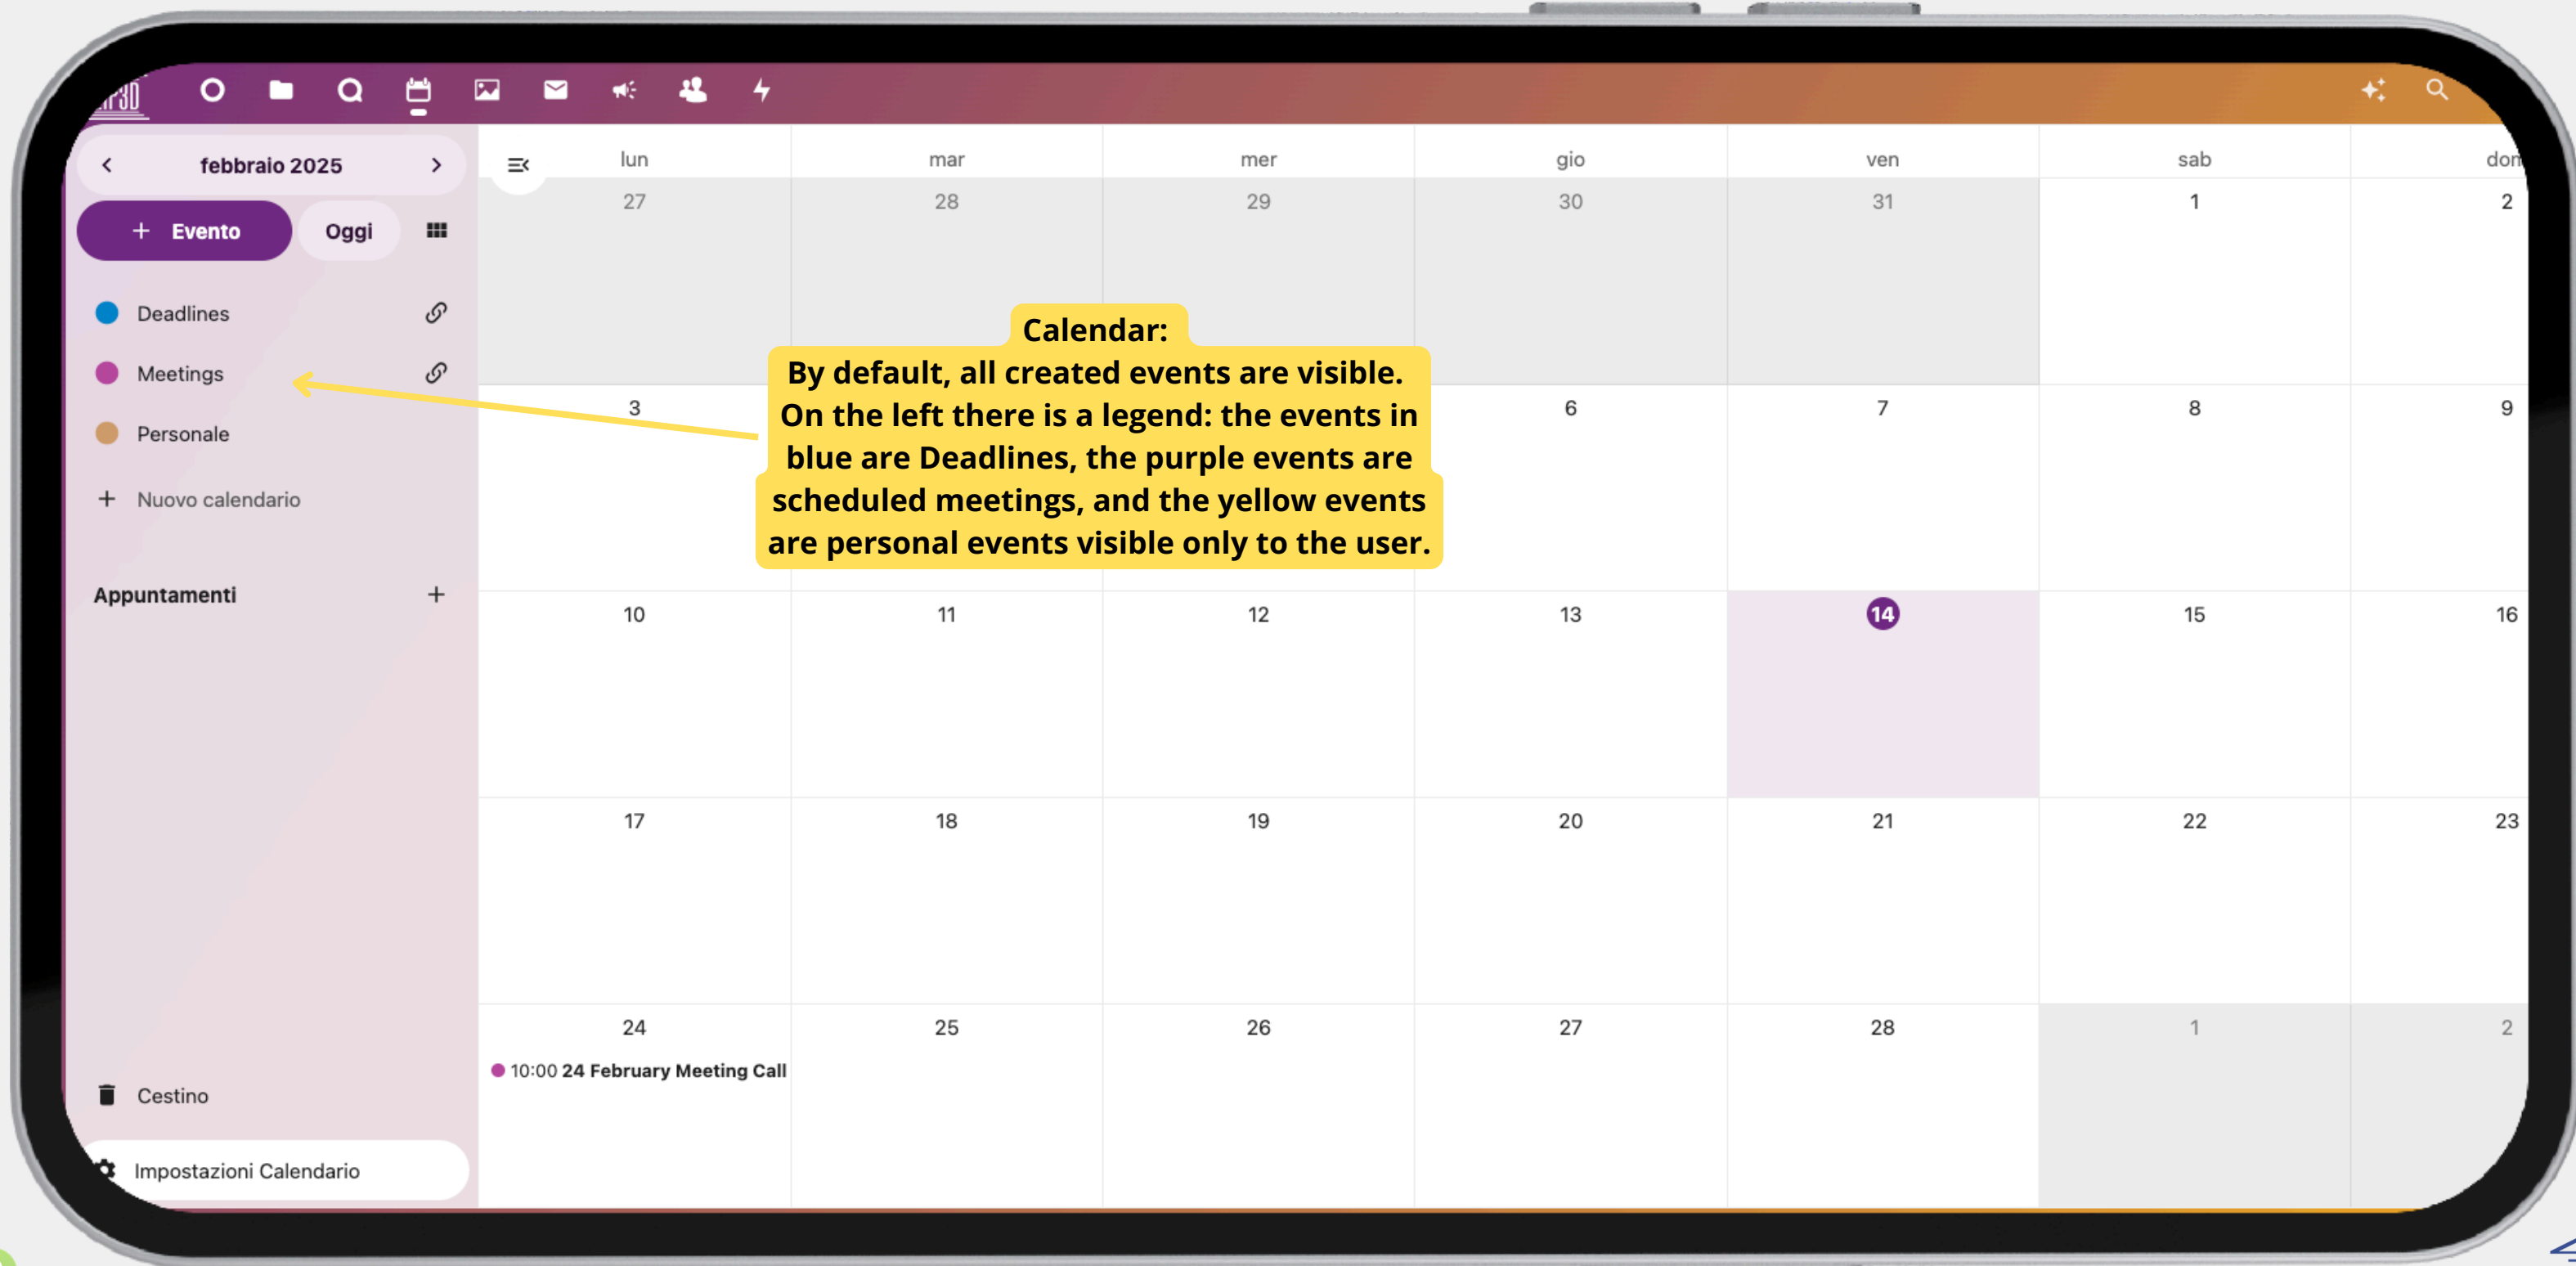 febbraio 2025
+ Evento
Oggi
Deadlines
Meetings
Personale
+ Nuovo calendario
Appuntamenti +
Cestino
Impostazioni Calendario
lun mar mer gio ven sab
27 28 29 30 31 1 2
3 6 7 8 9
10 11 12 13 14 15 16
17 18 19 20 21 22 23
24 25 26 27 28 1 2
10:00 24 February Meeting Call
Calendar:
By default, all created events are visible.
On the left there is a legend: the events in
blue are Deadlines, the purple events are
scheduled meetings, and the yellow events
are personal events visible only to the user.